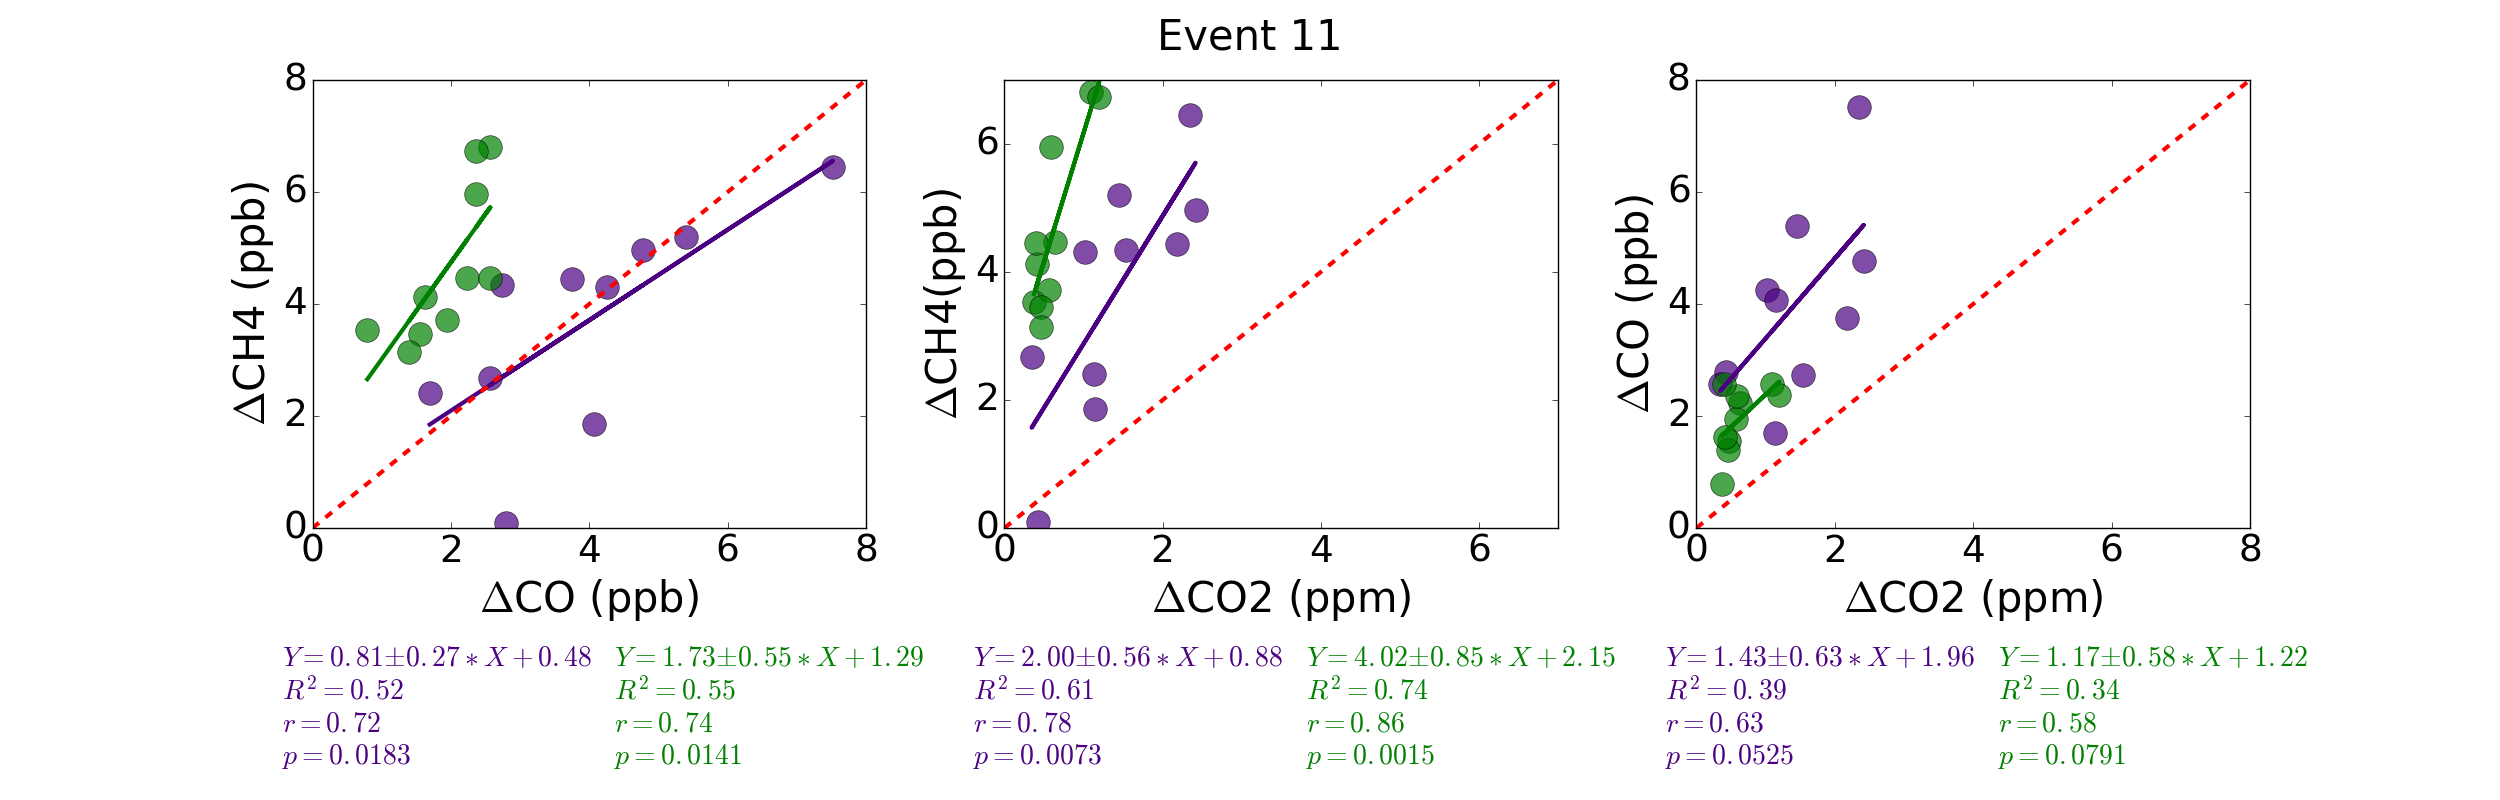 Event 11
8
6
4
2
0
0 2 4 6 8
ΔCH4 (ppb)
ΔCO (ppb)
6
4
2
0
0 2 4 6
ΔCH4(ppb)
ΔCO2 (ppm)
8
6
4
2
0
0 2 4 6 8
ΔCO (ppb)
ΔCO2 (ppm)
Y=0.81±0.27∗X+0.48
R²=0.52
r=0.72
p=0.0183
Y=1.73±0.55∗X+1.29
R²=0.55
r=0.74
p=0.0141
Y=2.00±0.56∗X+0.88
R²=0.61
r=0.78
p=0.0073
Y=4.02±0.85∗X+2.15
R²=0.74
r=0.86
p=0.0015
Y=1.43±0.63∗X+1.96
R²=0.39
r=0.63
p=0.0525
Y=1.17±0.58∗X+1.22
R²=0.34
r=0.58
p=0.0791